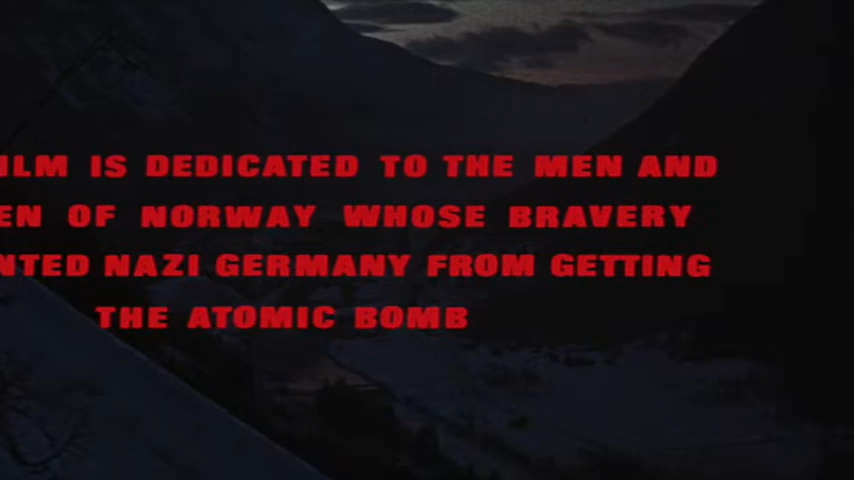 ILM IS DEDICATED TO THE MEN AND
EN OF NORWAY WHOSE BRAVERY
NTED NAZI GERMANY FROM GETTING
THE ATOMIC BOMB